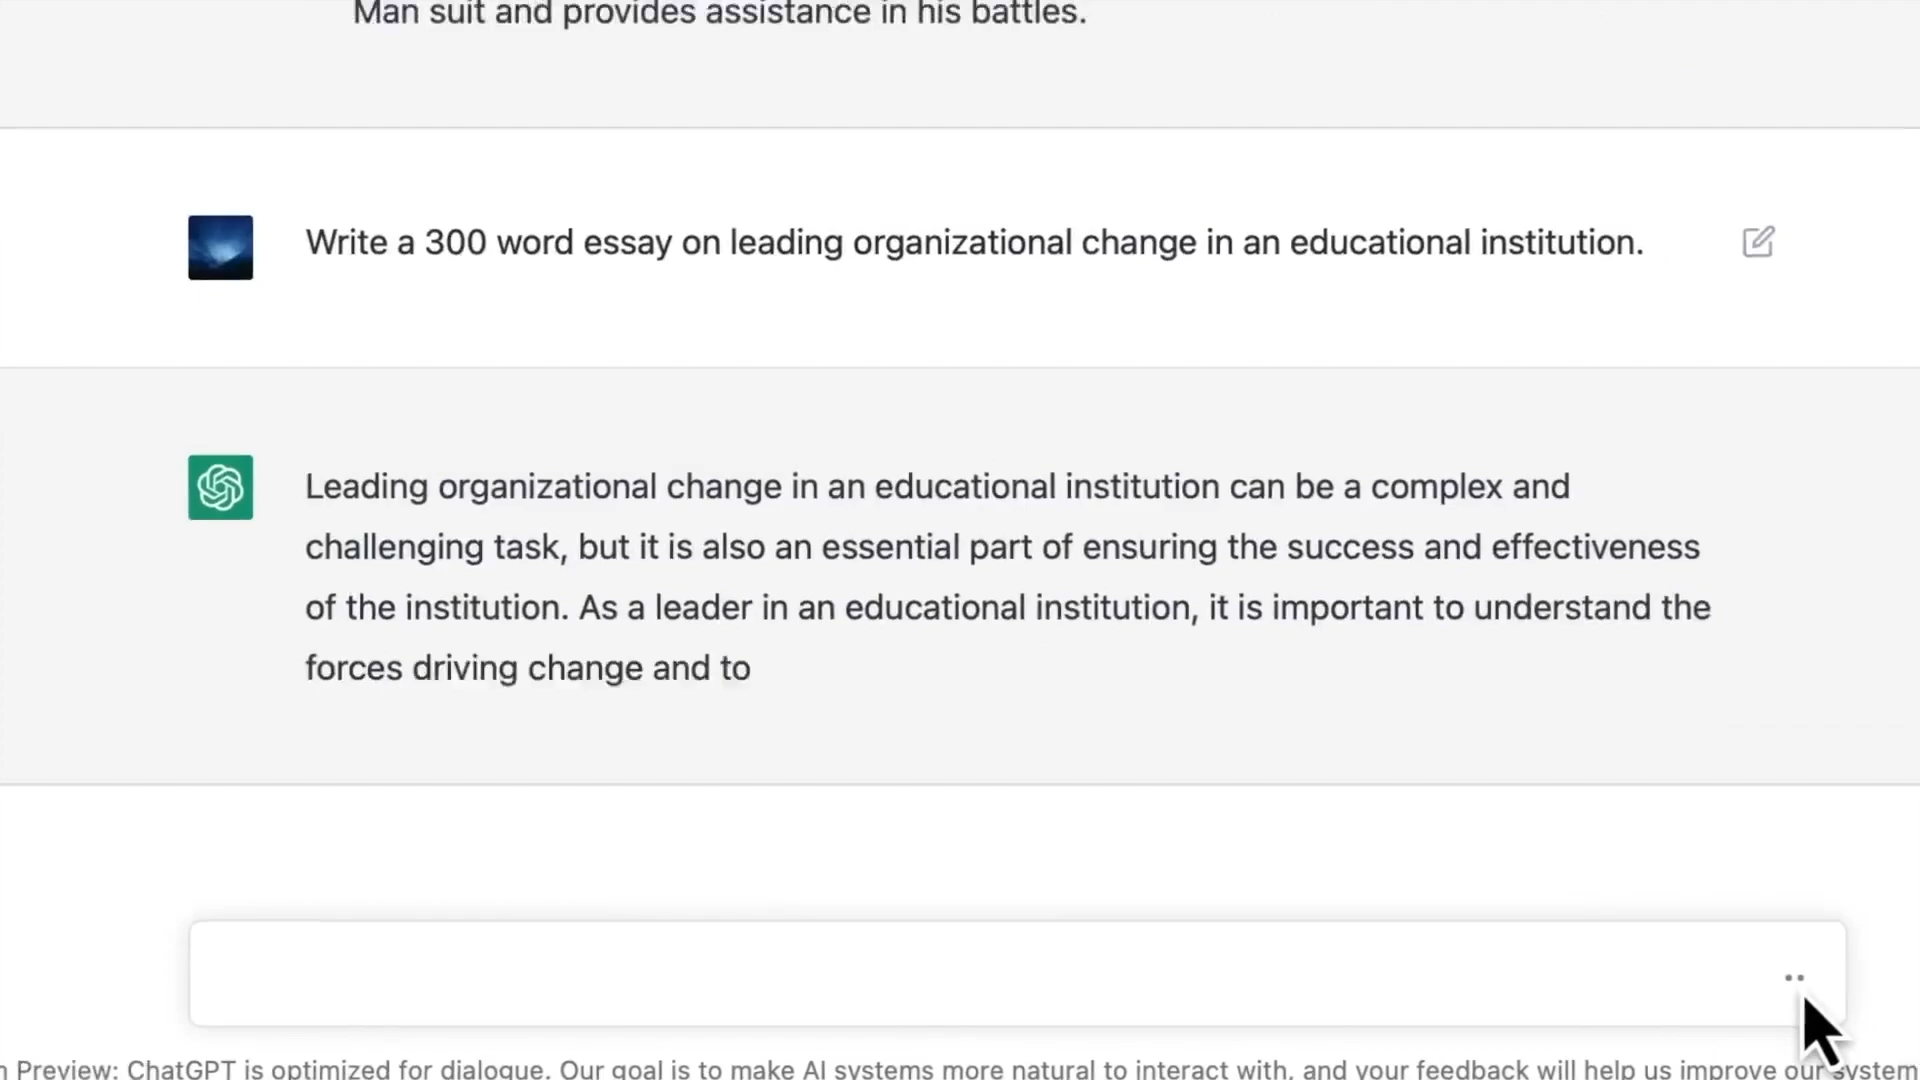 Man suit and provides assistance in his battles.
Write a 300 word essay on leading organizational change in an educational institution.
Leading organizational change in an educational institution can be a complex and
challenging task, but it is also an essential part of ensuring the success and effectiveness
of the institution. As a leader in an educational institution, it is important to understand the
forces driving change and to
Preview: ChatGPT is optimized for dialogue. Our goal is to make AI systems more natural to interact with, and your feedback will help us improve our system